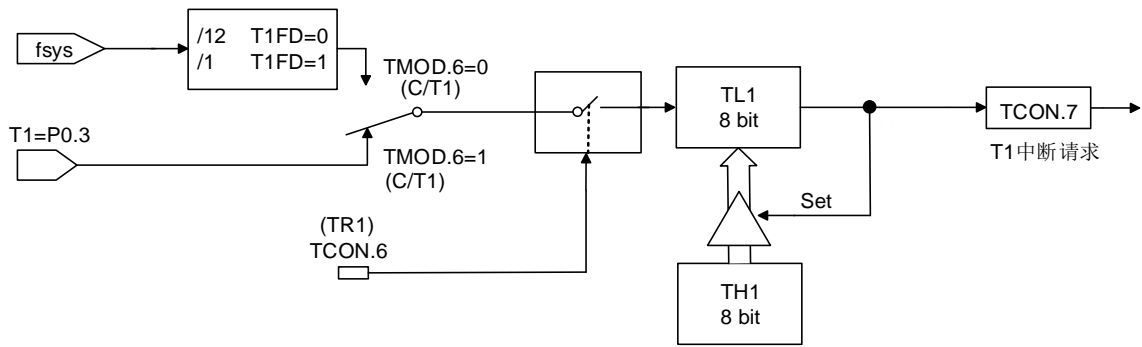 fsys
/12 T1FD=0
/1 T1FD=1
TMOD.6=0
(C/T1)
T1=P0.3
TMOD.6=1
(C/T1)
(TR1)
TCON.6
TL1
8 bit
Set
TH1
8 bit
TCON.7
T1中断请求